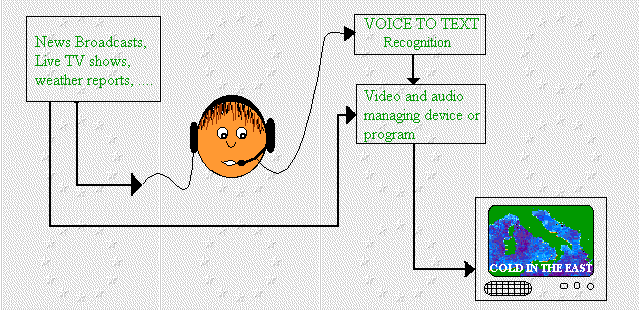 News Broadcasts,
Live TV shows,
weather reports, ....
VOICE TO TEXT
Recognition
Video and audio
managing device or
program
COLD IN THE EAST